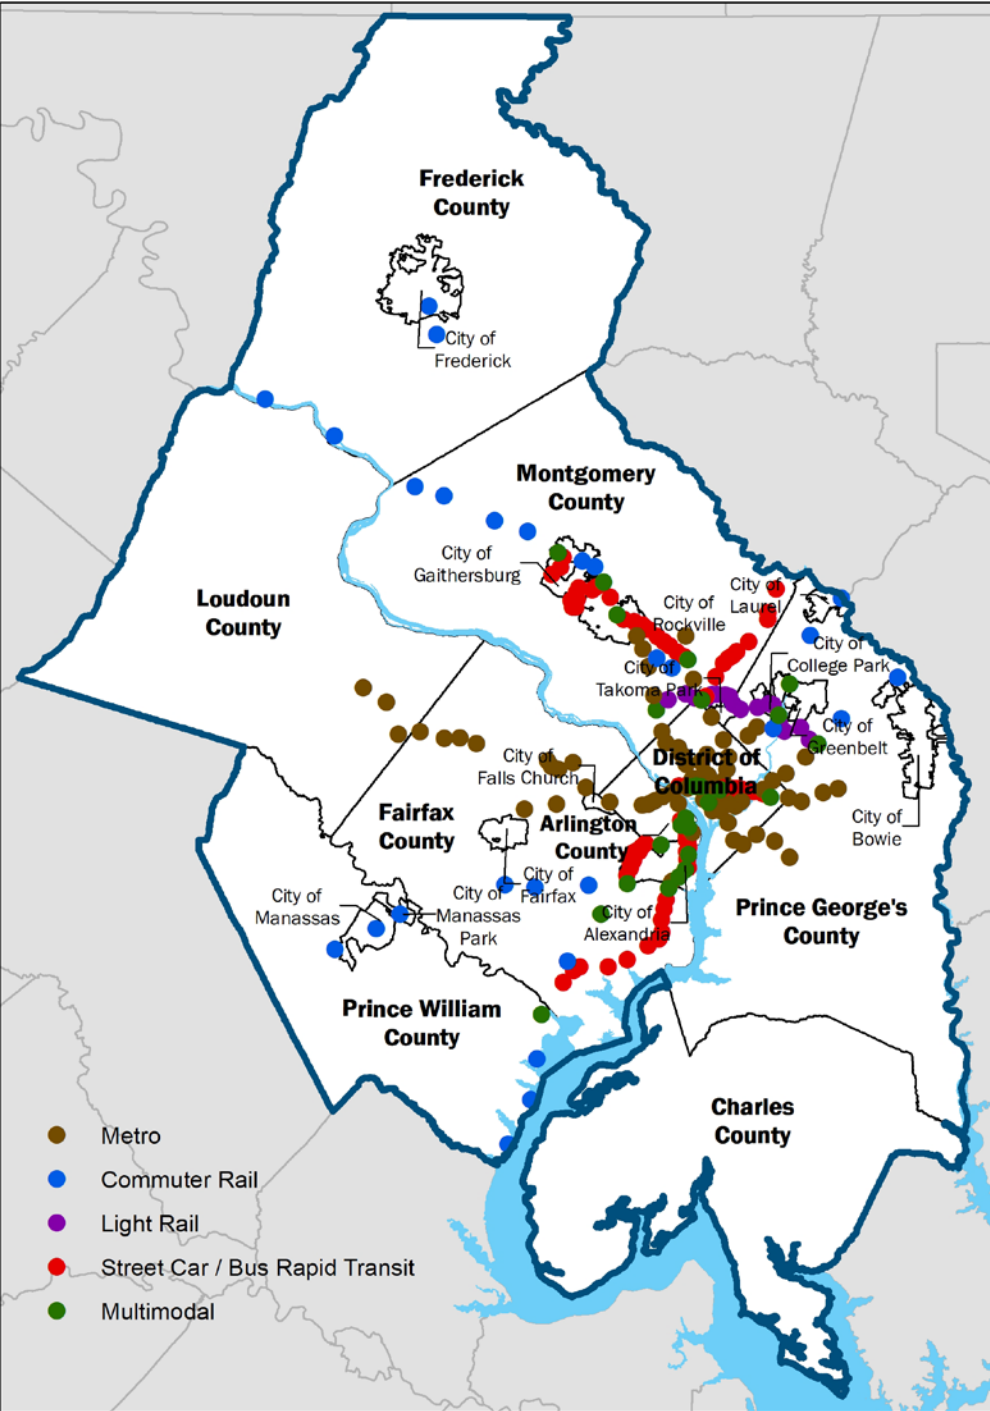 Frederick
County
City of
Frederick
Montgomery
County
City of
Gaithersburg
City of
Laurel
City of
Rockville
Loudoun
County
City of
College Park
City of
Takoma Park
City of
Greenbelt
City of
Falls Church
District of
Columbia
Fairfax
County
Arlington
County
City of
Bowie
City of
Fairfax
City of
Manassas
City of
Manassas
Park
City of
Alexandria
Prince George's
County
Prince William
County
Charles
County
Metro
Commuter Rail
Light Rail
Street Car / Bus Rapid Transit
Multimodal